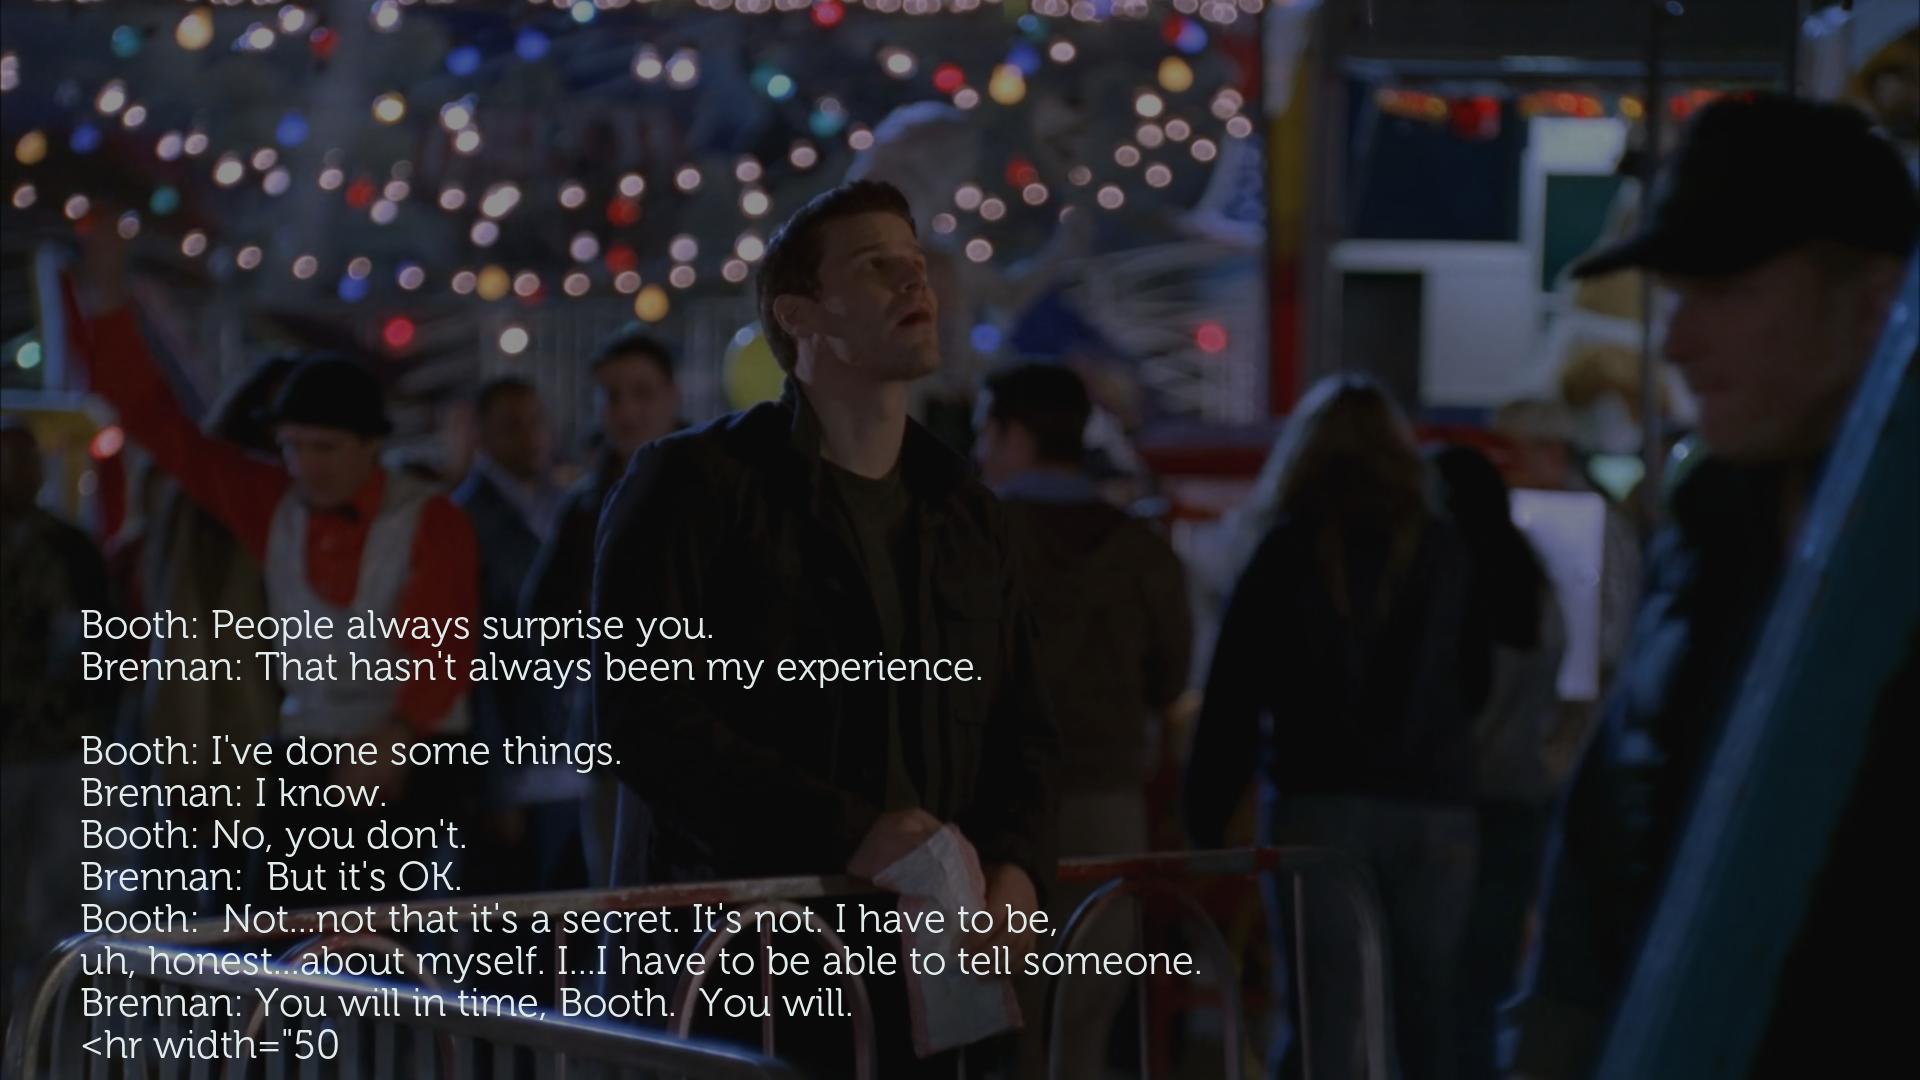 Booth: People always surprise you.
Brennan: That hasn't always been my experience.
Booth: I've done some things.
Brennan: I know.
Booth: No, you don't.
Brennan:  But it's OK.
Booth:  Not...not that it's a secret. It's not. I have to be,
uh, honest...about myself. I...I have to be able to tell someone.
Brennan: You will in time, Booth.  You will.
<hr width="50